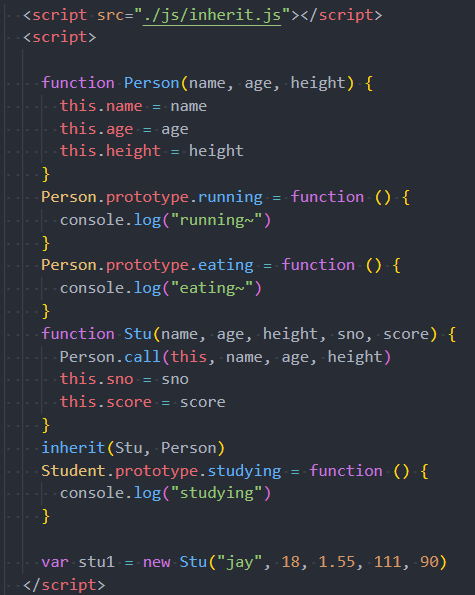 <script src="./js/inherit.js"></script>
<script>
function Person(name, age, height) {
this.name = name
this.age = age
this.height = height
}
Person.prototype.running = function () {
console.log("running~")
}
Person.prototype.eating = function () {
console.log("eating~")
}
function Stu(name, age, height, sno, score) {
Person.call(this, name, age, height)
this.sno = sno
this.score = score
}
inherit(Stu, Person)
Student.prototype.studying = function () {
console.log("studying")
}
var stu1 = new Stu("jay", 18, 1.55, 111, 90)
</script>